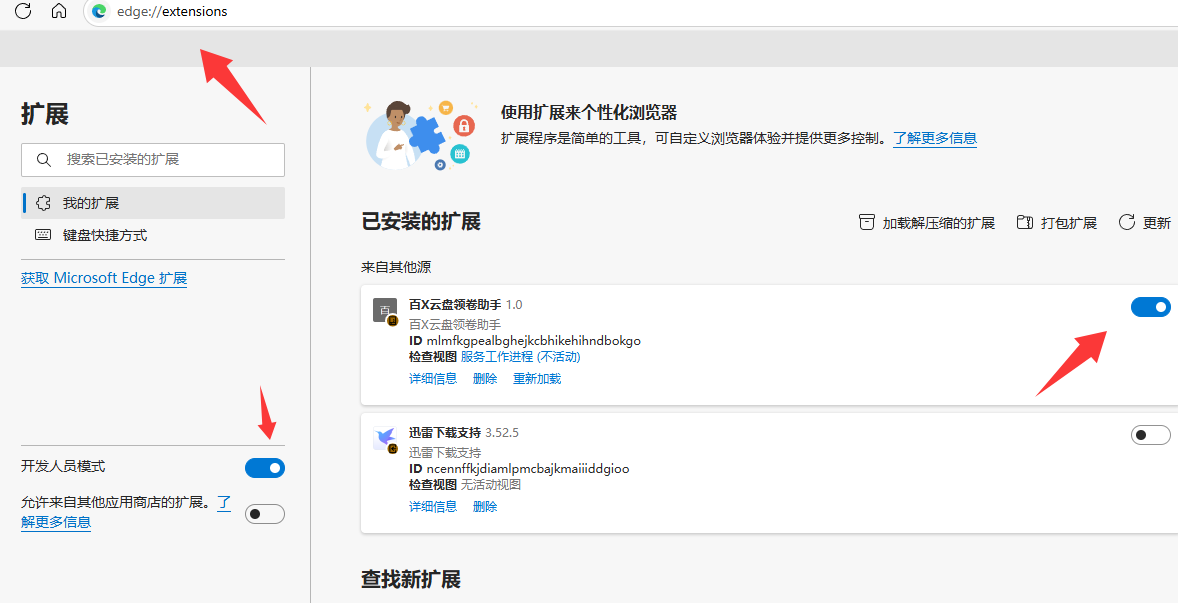 edge://extensions
扩展
搜索已安装的扩展
我的扩展
键盘快捷方式
获取 Microsoft Edge 扩展
开发人员模式
允许来自其他应用商店的扩展。了
解更多信息
使用扩展来个性化浏览器
扩展程序是简单的工具，可自定义浏览器体验并提供更多控制。了解更多信息
已安装的扩展
加载解压缩的扩展
打包扩展
更新
来自其他源
百
百X云盘领卷助手 1.0
百X云盘领卷助手
ID mlmfkgpealbghejkcbhikehihndbokgo
检查视图 服务工作进程 (不活动)
详细信息 删除 重新加载
迅雷下载支持 3.52.5
迅雷下载支持
ID ncennffkjdiamlpmcbajkmaiiiddgioo
检查视图 无活动视图
详细信息 删除
查找新扩展